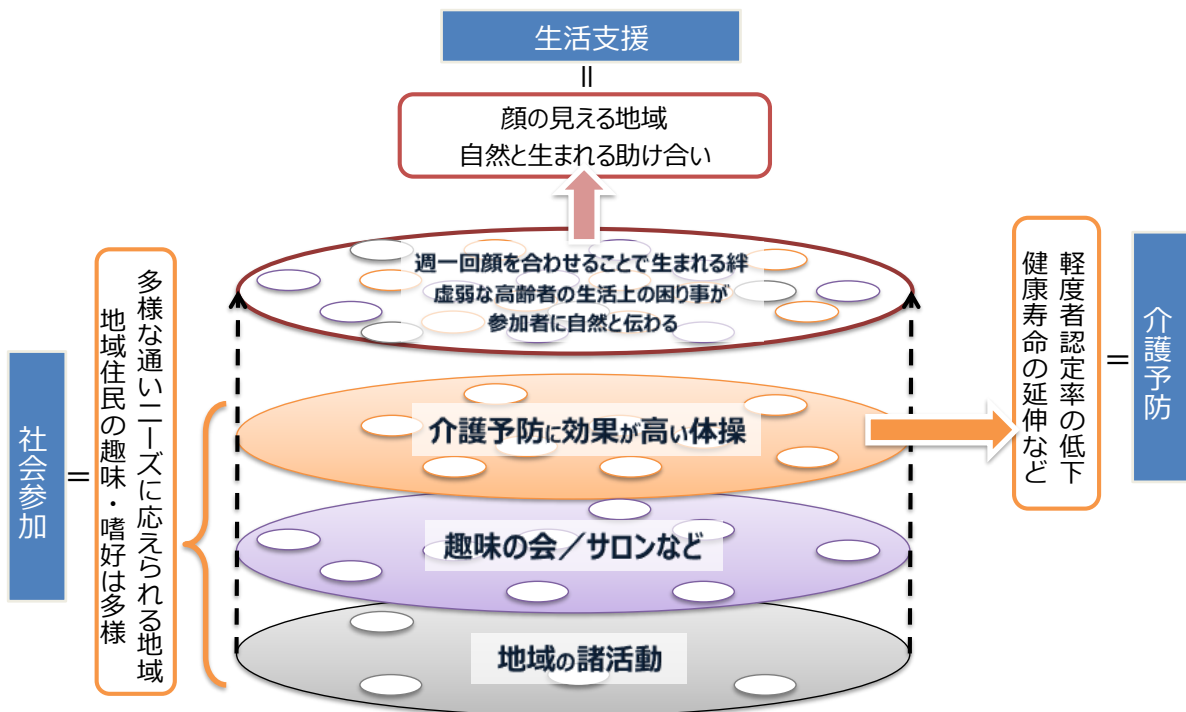 生活支援
＝
顔の見える地域
自然と生まれる助け合い
週一回顔を合わせることで生まれる絆
虚弱な高齢者の生活上の困り事が
参加者に自然と伝わる
介護予防に効果が高い体操
趣味の会／サロンなど
地域の諸活動
社会参加
＝
多様な通いニーズに応えられる地域
地域住民の趣味・嗜好は多様
軽度者認定率の低下
健康寿命の延伸など
＝
介護予防